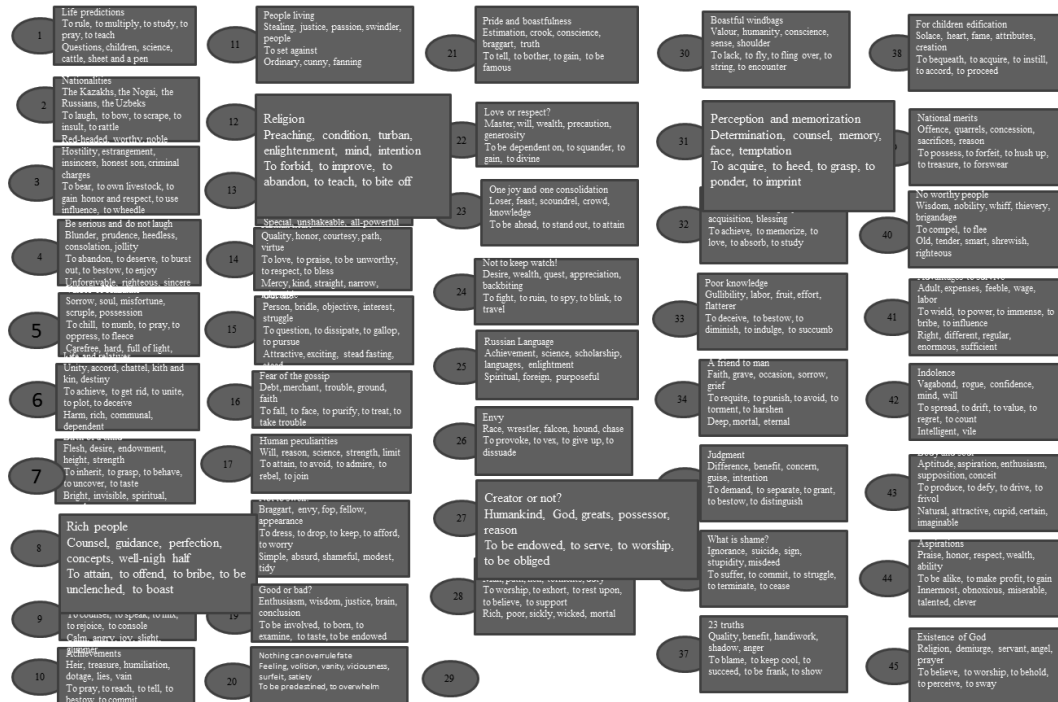 1
Life predictions
To rule, to multiply, to study, to
pray, to teach
Questions, children, science,
cattle, sheet and a pen
2
Nationalities
The Kazakhs, the Nogai, the
Russians, the Uzbeks
To laugh, to bow, to scrape, to
insult, to rattle
Red-headed, worthy, noble
3
Hostility, estrangement,
insincere, honest son, criminal
charges
To bear, to own livestock, to
gain honor and respect, to use
influence, to wheedle
4
Be serious and do not laugh
Blunder, prudence, heedless,
consolation, jollity
To abandon, to deserve, to burst
out, to bestow, to enjoy
Unforgivable, righteous, sincere
5
Sorrow, soul, misfortune,
scruple, possession
To chill, to numb, to pray, to
oppress, to fleece
Carefree, hard, full of light,
6
Life and relatives
Unity, accord, chattel, kith and
kin, destiny
To achieve, to get rid, to unite,
to plot, to deceive
Harm, rich, communal,
dependent
7
Flesh, desire, endowment,
height, strength
To inherit, to grasp, to behave,
to uncover, to taste
Bright, invisible, spiritual,
8
Rich people
Counsel, guidance, perfection,
concepts, well-nigh half
To attain, to offend, to bribe, to be
unclenched, to boast
9
To counsel, to speak, to mix,
to rejoice, to console
Calm, angry, joy, slight,
glimmer
10
Achievements
Heir, treasure, humiliation,
dotage, lies, vain
To pray, to reach, to tell, to
bestow, to commit
11
People living
Stealing, justice, passion, swindler,
people
To set against
Ordinary, cunny, fanning
12
Religion
Preaching, condition, turban,
enlightenment, mind, intention
To forbid, to improve, to
abandon, to teach, to bite off
13
Special, unshakeable, all-powerful
14
Quality, honor, courtesy, path,
virtue
To love, to praise, to be unworthy,
to respect, to bless
Mercy, kind, straight, narrow,
15
Person, bridle, objective, interest,
struggle
To question, to dissipate, to gallop,
to pursue
Attractive, exciting, stead fasting,
16
Fear of the gossip
Debt, merchant, trouble, ground,
faith
To fall, to face, to purify, to treat, to
take trouble
17
Human peculiarities
Will, reason, science, strength, limit
To attain, to avoid, to admire, to
rebel, to join
Braggart, envy, fop, fellow,
appearance
To dress, to drop, to keep, to afford,
to worry
Simple, absurd, shameful, modest,
tidy
19
Good or bad?
Enthusiasm, wisdom, justice, brain,
conclusion
To be involved, to born, to
examine, to taste, to be endowed
20
Nothing can overrule fate
Feeling, volition, vanity, viciousness,
surfeit, satiety
To be predestined, to overwhelm
21
Pride and boastfulness
Estimation, crook, conscience,
braggart, truth
To tell, to bother, to gain, to be
famous
22
Love or respect?
Master, will, wealth, precaution,
generosity
To be dependent on, to squander, to
gain, to divine
23
One joy and one consolation
Loser, feast, scoundrel, crowd,
knowledge
To be ahead, to stand out, to attain
24
Not to keep watch!
Desire, wealth, quest, appreciation,
backbiting
To fight, to ruin, to spy, to blink, to
travel
25
Russian Language
Achievement, science, scholarship,
languages, enlightment
Spiritual, foreign, purposeful
26
Envy
Race, wrestler, falcon, hound, chase
To provoke, to vex, to give up, to
dissuade
27
Creator or not?
Humankind, God, greats, possessor,
reason
To be endowed, to serve, to worship,
to be obliged
28
To worship, to exhort, to rest upon,
to believe, to support
Rich, poor, sickly, wicked, mortal
29
30
Boastful windbags
Valour, humanity, conscience,
sense, shoulder
To lack, to fly, to fling over, to
string, to encounter
31
Perception and memorization
Determination, counsel, memory,
face, temptation
To acquire, to heed, to grasp, to
ponder, to imprint
32
acquisition, blessing
To achieve, to memorize, to
love, to absorb, to study
33
Poor knowledge
Gullibility, labor, fruit, effort,
flatterer
To deceive, to bestow, to
diminish, to indulge, to succumb
34
A friend to man
Faith, grave, occasion, sorrow,
grief
To requite, to punish, to avoid, to
torment, to harshen
Deep, mortal, eternal
Judgment
Difference, benefit, concern,
guise, intention
To demand, to separate, to grant,
to bestow, to distinguish
What is shame?
Ignorance, suicide, sign,
stupidity, misdeed
To suffer, to commit, to struggle,
to terminate, to cease
37
23 truths
Quality, benefit, handiwork,
shadow, anger
To blame, to keep cool, to
succeed, to be frank, to show
38
For children edification
Solace, heart, fame, attributes,
creation
To bequeath, to acquire, to instill,
to accord, to proceed
National merits
Offence, quarrels, concession,
sacrifices, reason
To possess, to forfeit, to hush up,
to treasure, to forswear
40
No worthy people
Wisdom, nobility, whiff, thievery,
brigandage
To compel, to flee
Old, tender, smart, shrewish,
righteous
41
Adult, expenses, feeble, wage,
labor
To wield, to power, to immense, to
bribe, to influence
Right, different, regular,
enormous, sufficient
42
Indolence
Vagabond, rogue, confidence,
mind, will
To spread, to drift, to value, to
regret, to count
Intelligent, vile
43
Body and soul
Aptitude, aspiration, enthusiasm,
supposition, conceit
To produce, to defy, to drive, to
frivol
Natural, attractive, cupid, certain,
imaginable
44
Aspirations
Praise, honor, respect, wealth,
ability
To be alike, to make profit, to gain
Innermost, obnoxious, miserable,
talented, clever
45
Existence of God
Religion, demiurge, servant, angel,
prayer
To believe, to worship, to behold,
to perceive, to sway